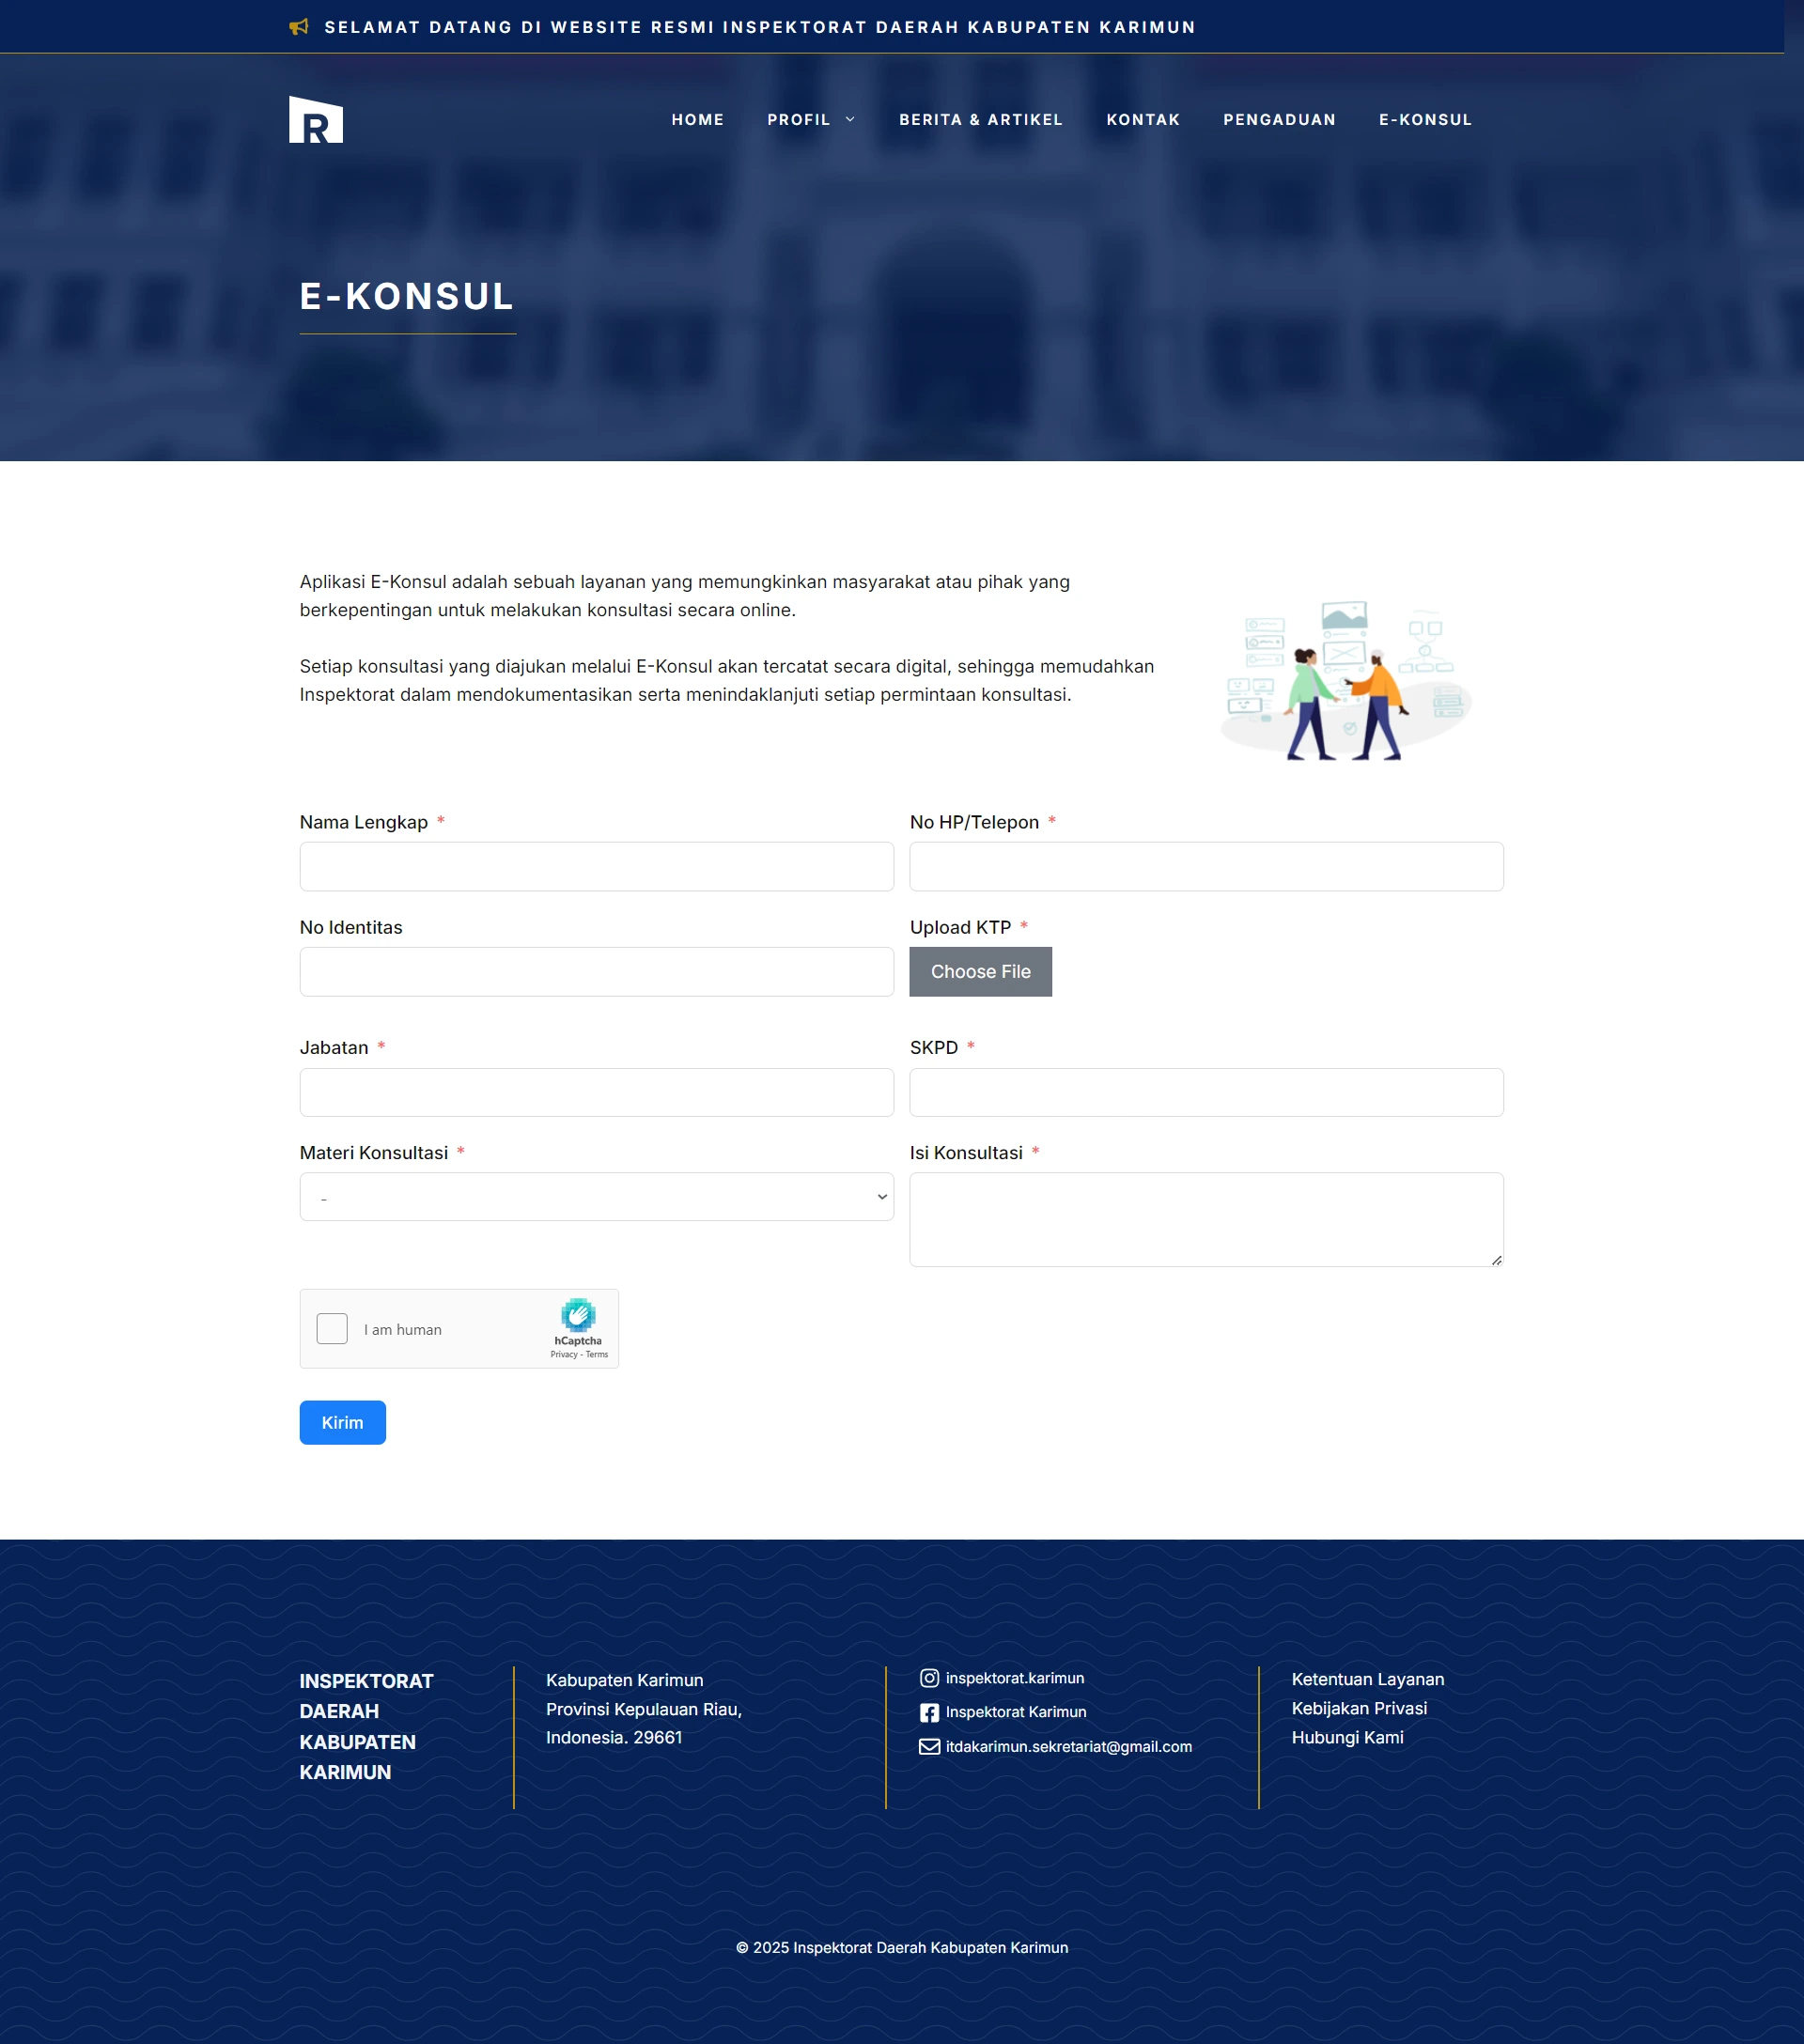 SELAMAT DATANG DI WEBSITE RESMI INSPEKTORAT DAERAH KABUPATEN KARIMUN
R
HOME PROFIL BERITA & ARTIKEL KONTAK PENGADUAN E-KONSUL
E-KONSUL
Aplikasi E-Konsul adalah sebuah layanan yang memungkinkan masyarakat atau pihak yang
berkepentingan untuk melakukan konsultasi secara online.
Setiap konsultasi yang diajukan melalui E-Konsul akan tercatat secara digital, sehingga memudahkan
Inspektorat dalam mendokumentasikan serta menindaklanjuti setiap permintaan konsultasi.
Nama Lengkap *
No HP/Telepon *
No Identitas
Upload KTP *
Choose File
Jabatan *
SKPD *
Materi Konsultasi *
-
Isi Konsultasi *
I am human
hCaptcha
Privacy - Terms
Kirim
INSPEKTORAT
DAERAH
KABUPATEN
KARIMUN
Kabupaten Karimun
Provinsi Kepulauan Riau,
Indonesia. 29661
inspektorat.karimun
Inspektorat Karimun
itdakarimun.sekretariat@gmail.com
Ketentuan Layanan
Kebijakan Privasi
Hubungi Kami
© 2025 Inspektorat Daerah Kabupaten Karimun